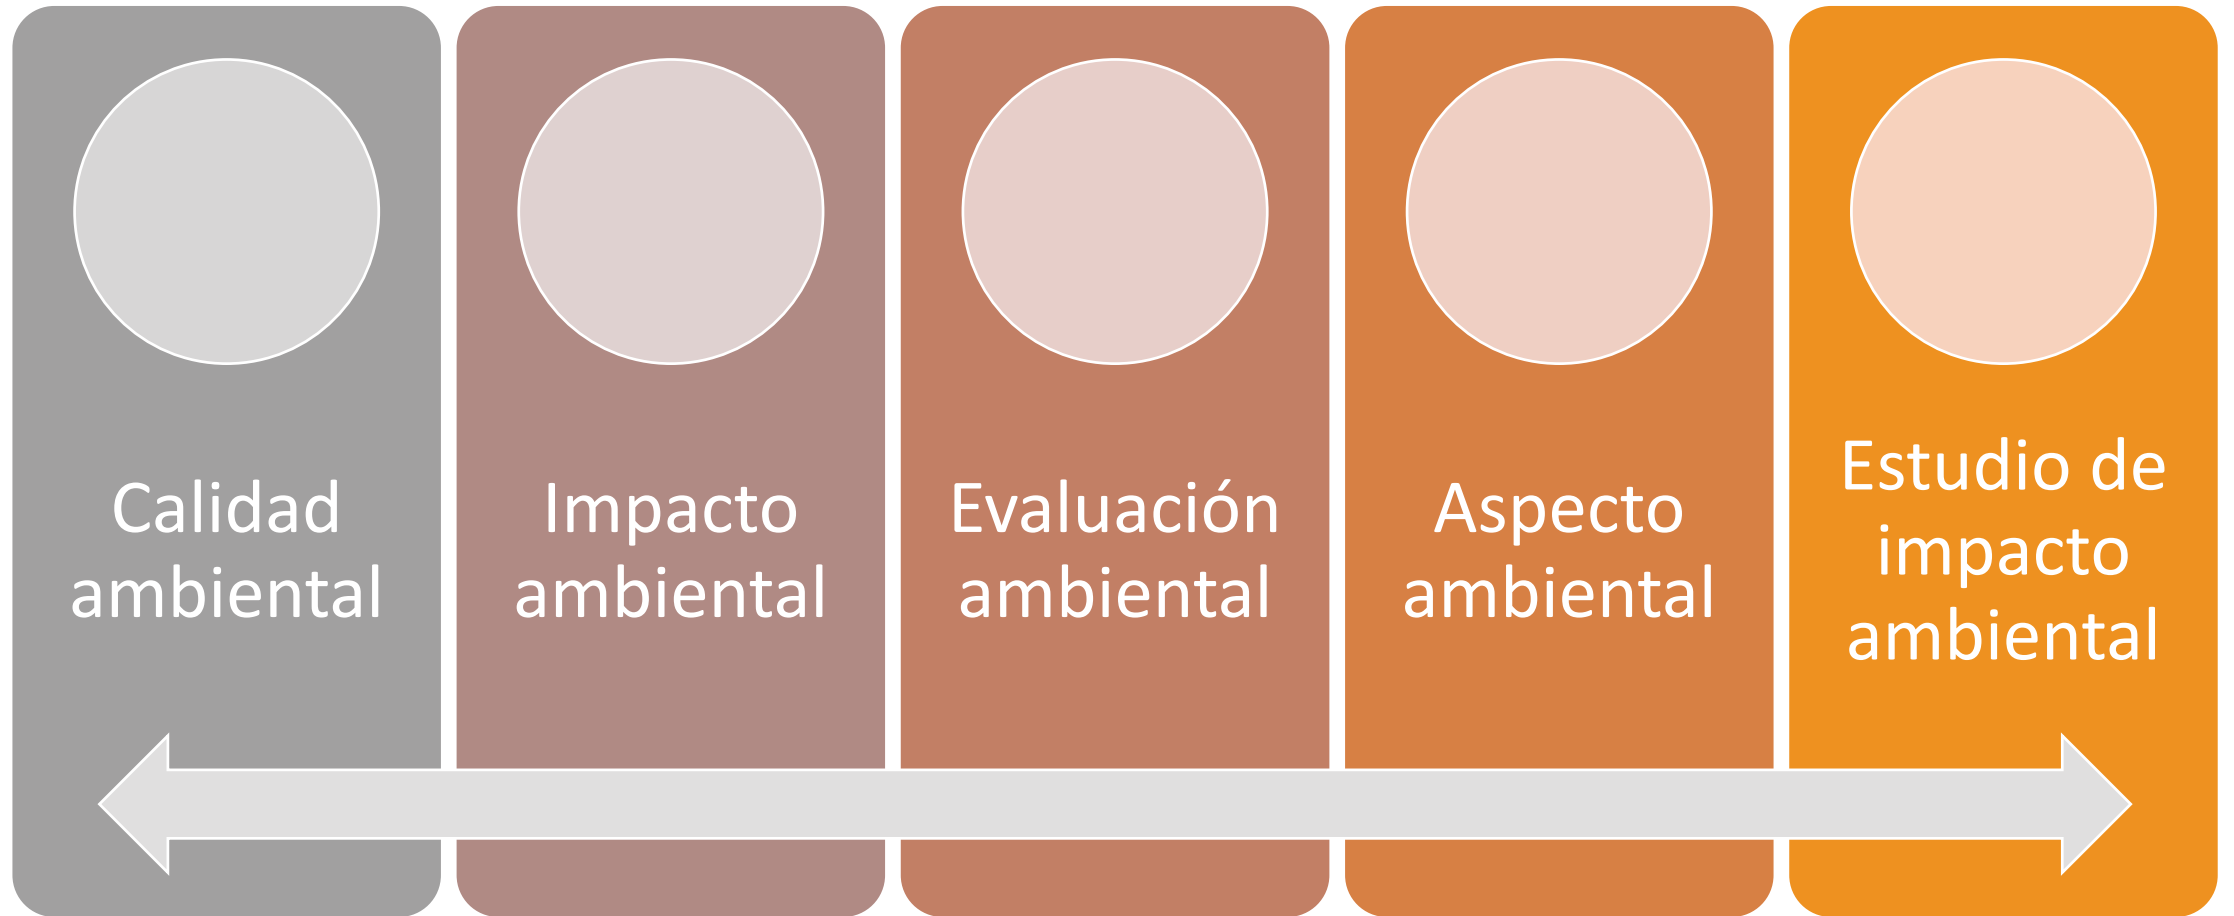 Calidad
ambiental
Impacto
ambiental
Evaluación
ambiental
Aspecto
ambiental
Estudio de
impacto
ambiental